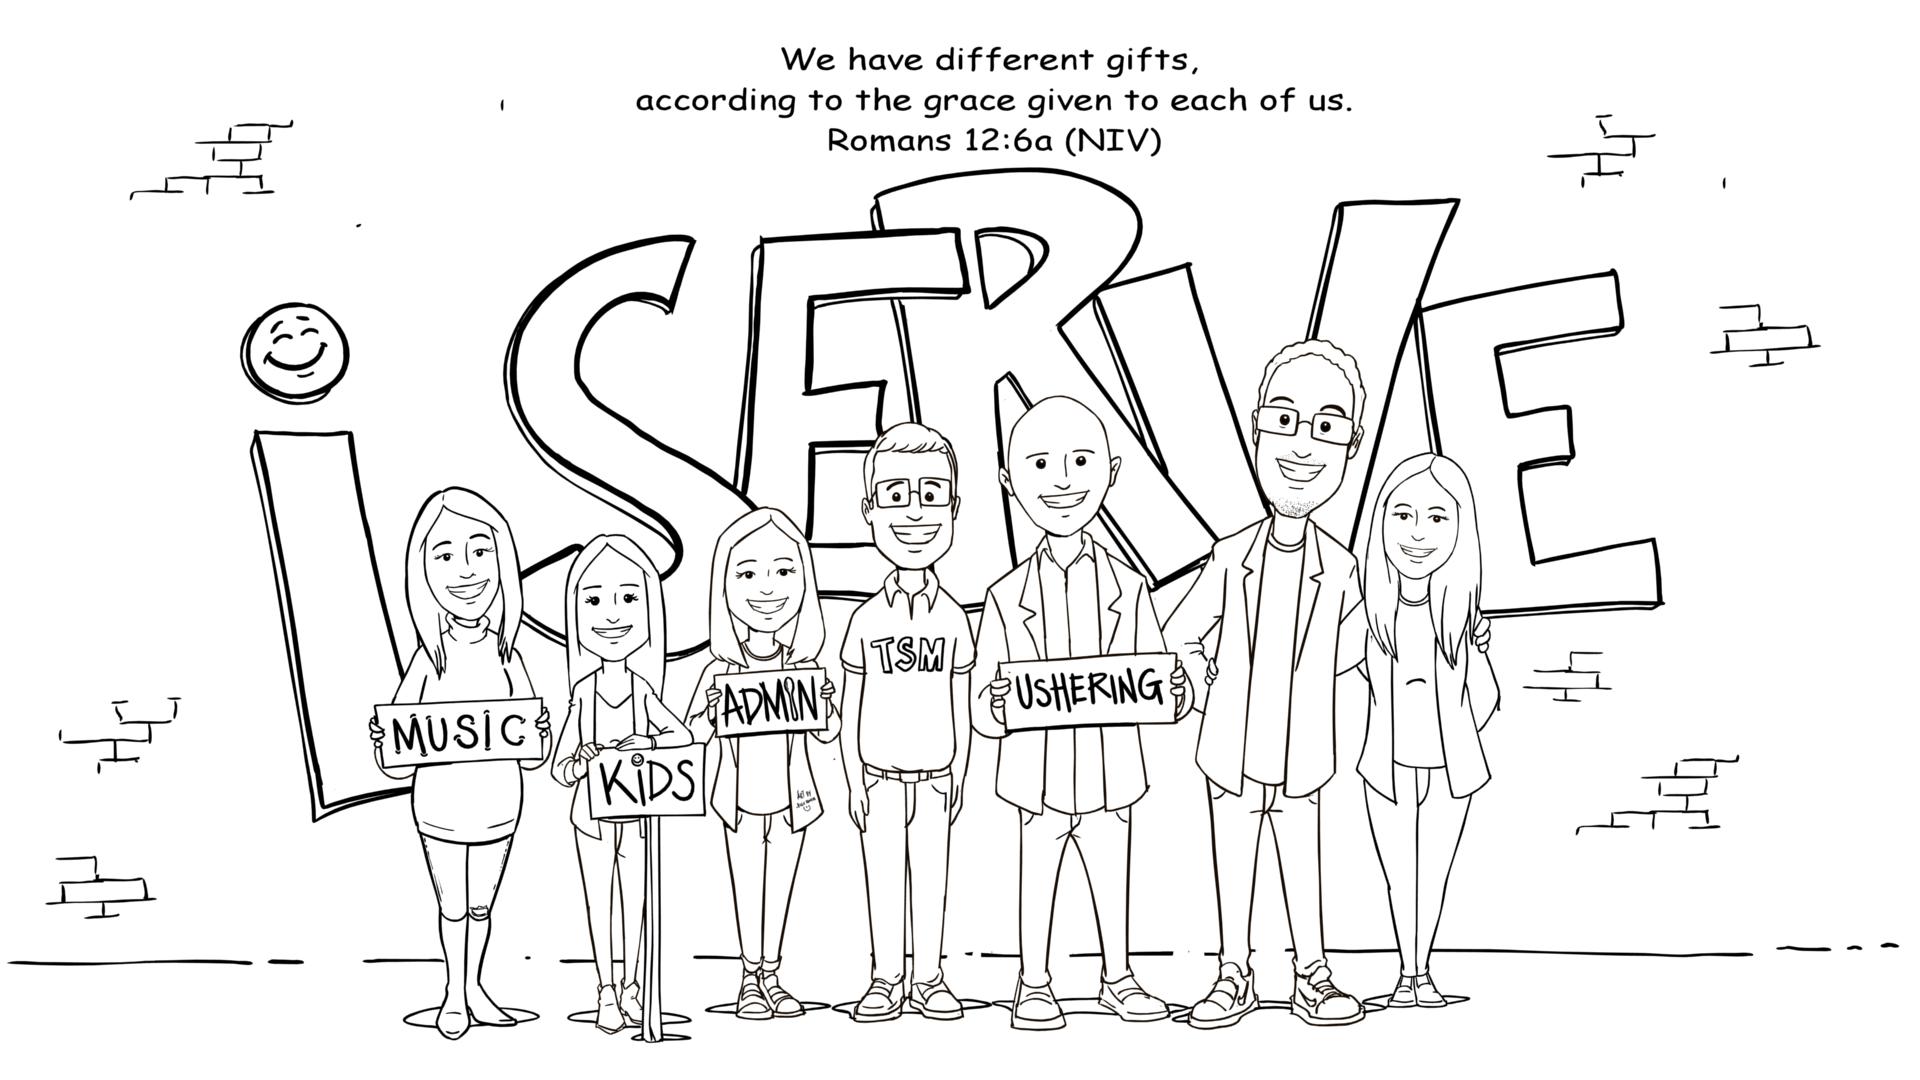 We have different gifts,
according to the grace given to each of us.
Romans 12:6a (NIV)
iSERVE
MUSIC
KiDS
ADMiN
TSM
USHERING